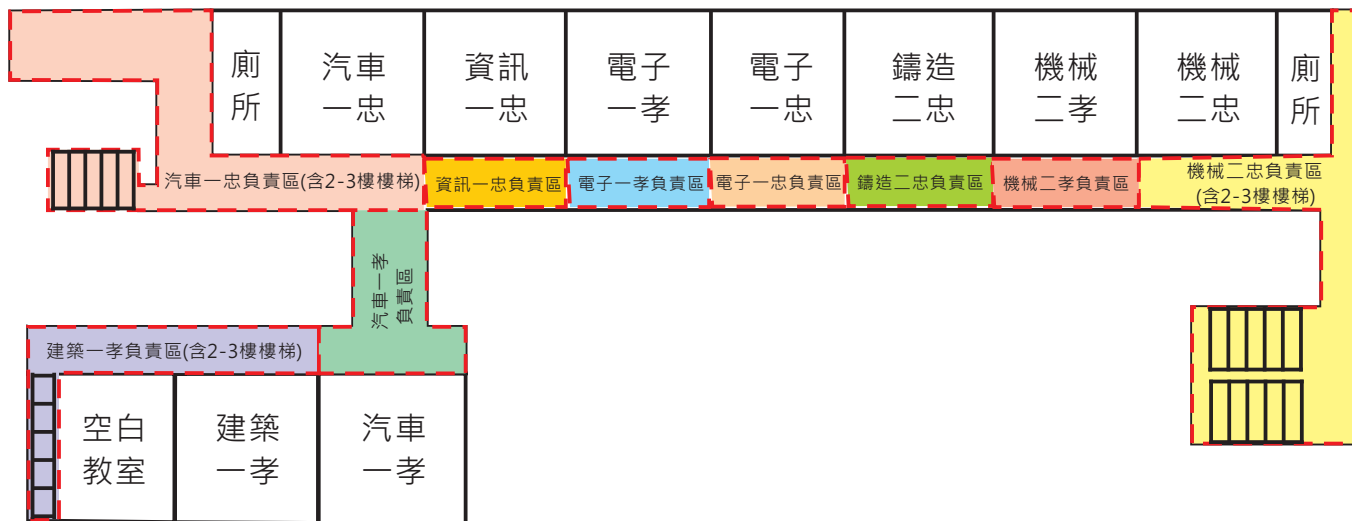 廁所
汽車一忠
資訊一忠
電子一孝
電子一忠
鑄造二忠
機械二孝
機械二忠
廁所
汽車一忠負責區(含2-3樓樓梯)
資訊一忠負責區
電子一孝負責區
電子一忠負責區
鑄造二忠負責區
機械二孝負責區
機械二忠負責區
(含2-3樓樓梯)
汽車一孝
負責區
建築一孝負責區(含2-3樓樓梯)
空白教室
建築一孝
汽車一孝